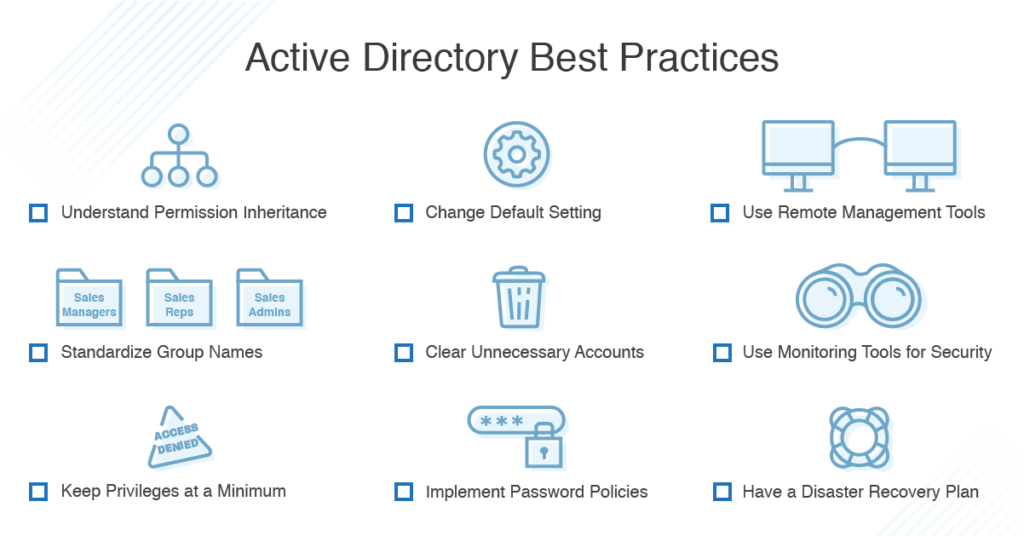 Active Directory Best Practices
Understand Permission Inheritance
Change Default Setting
Use Remote Management Tools
Sales
Managers
Sales
Reps
Sales
Admins
Standardize Group Names
Clear Unnecessary Accounts
Use Monitoring Tools for Security
ACCESS
DENIED
***
Keep Privileges at a Minimum
Implement Password Policies
Have a Disaster Recovery Plan